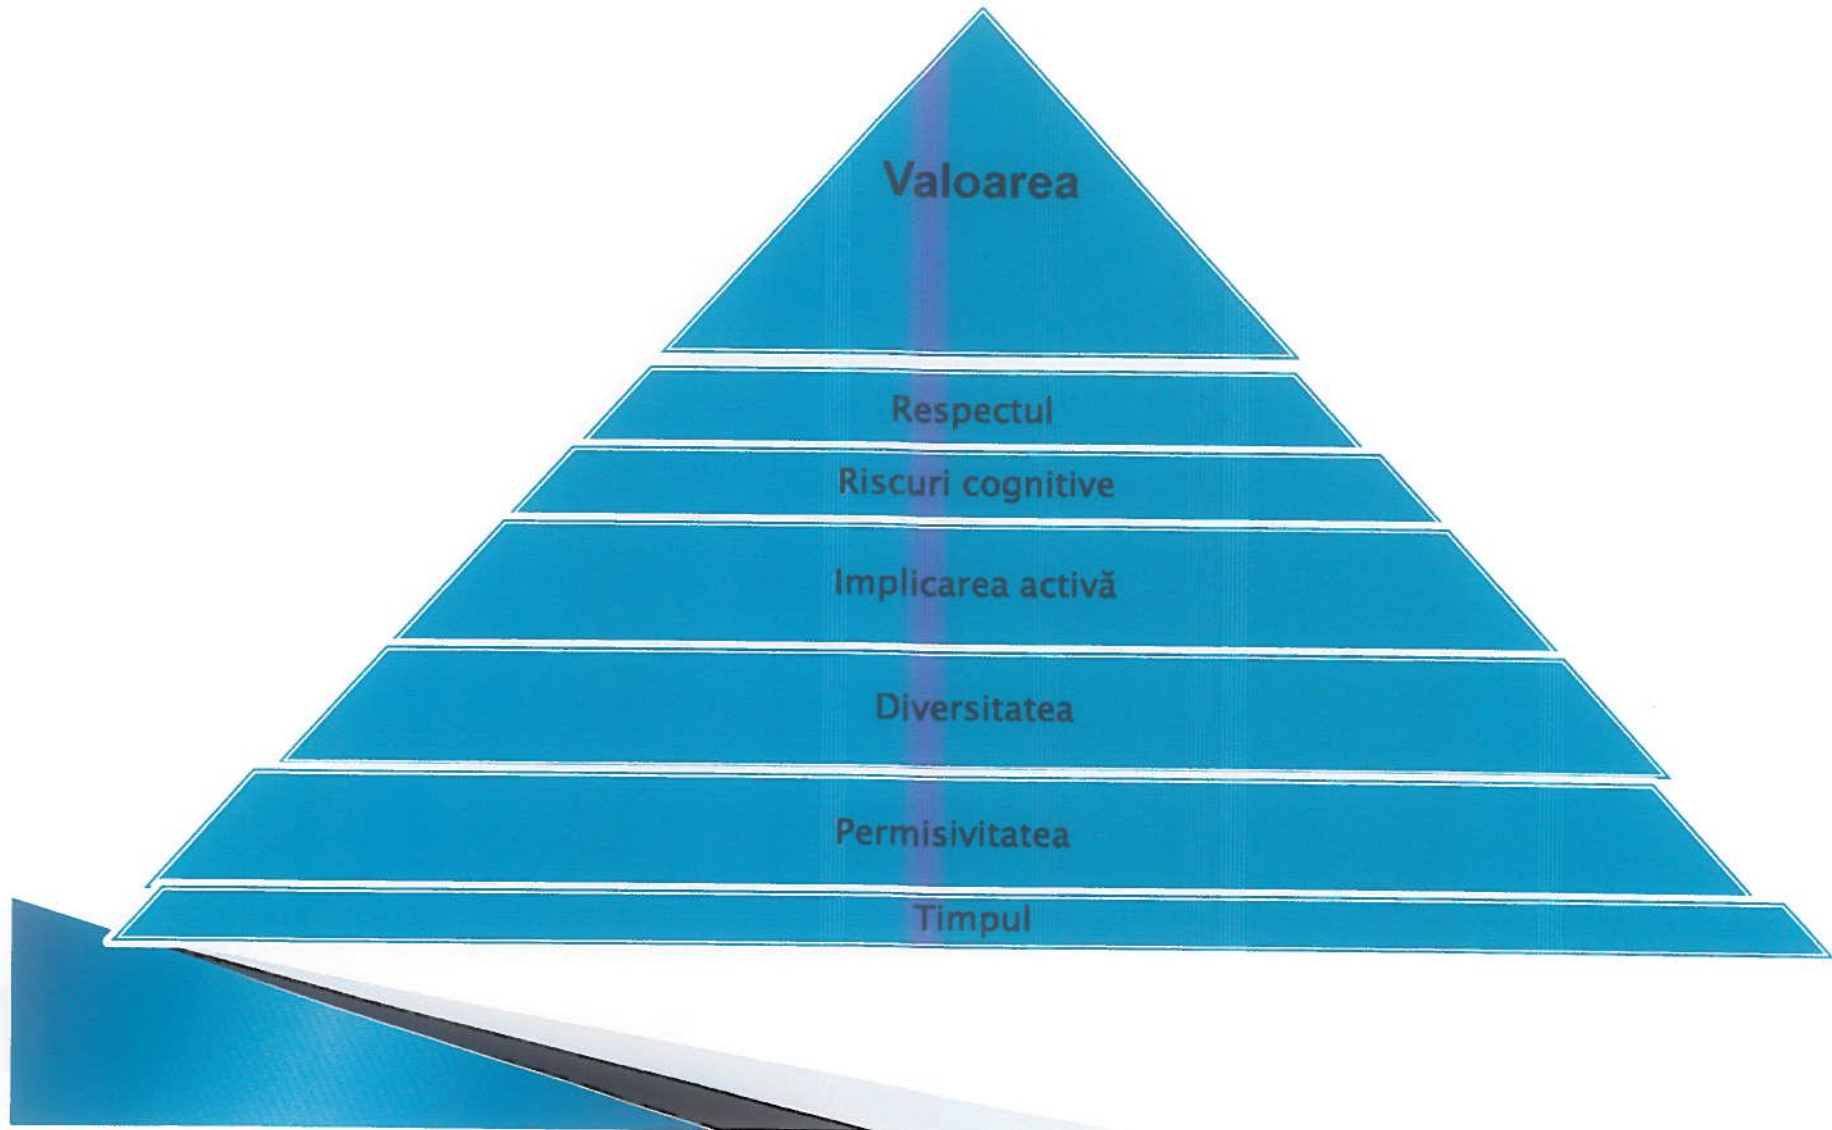 Valoarea
Respectul
Riscuri cognitive
Implicarea activă
Diversitatea
Permisivitatea
Timpul